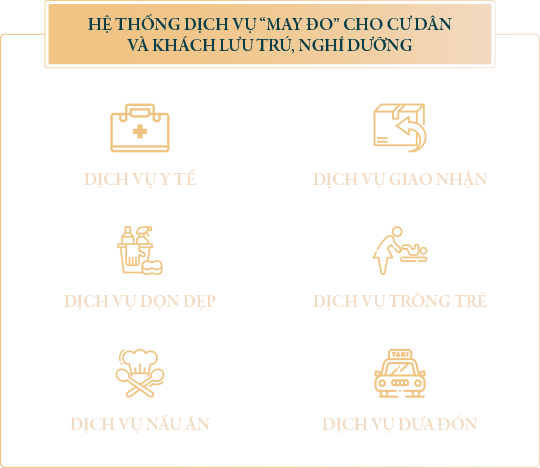 HỆ THỐNG DỊCH VỤ “MAY ĐO” CHO CƯ DÂN
VÀ KHÁCH LƯU TRÚ, NGHỈ DƯỠNG
DỊCH VỤ Y TẾ
DỊCH VỤ GIAO NHẬN
DỊCH VỤ DỌN DẸP
DỊCH VỤ TRÔNG TRẺ
TAXI
DỊCH VỤ NẤU ĂN
DỊCH VỤ ĐƯA ĐÓN